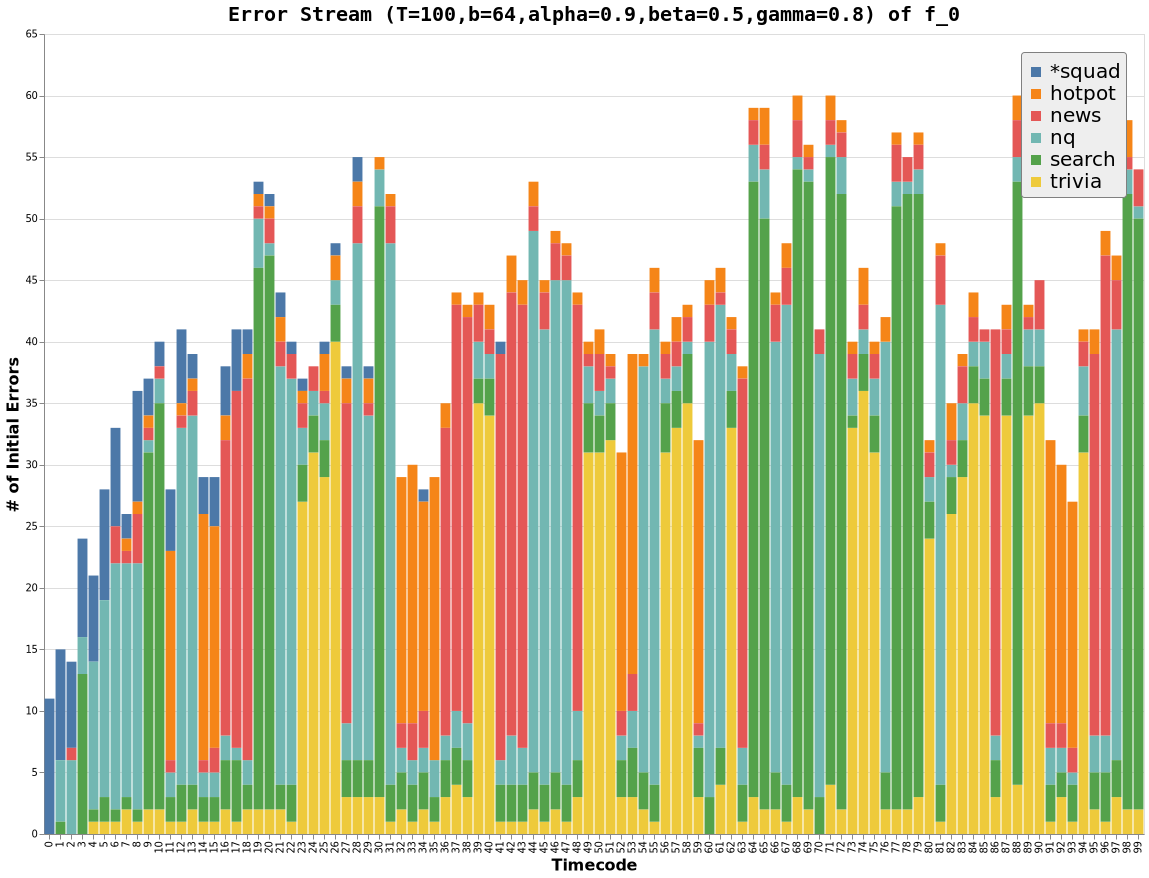 Error Stream (T=100,b=64,alpha=0.9,beta=0.5,gamma=0.8) of f_0
65
60
55
50
45
40
35
30
25
20
15
10
5
0
# of Initial Errors
*squad
hotpot
news
nq
search
trivia
0 1 2 3 4 5 6 7 8 9 10 11 12 13 14 15 16 17 18 19 20 21 22 23 24 25 26 27 28 29 30 31 32 33 34 35 36 37 38 39 40 41 42 43 44 45 46 47 48 49 50 51 52 53 54 55 56 57 58 59 60 61 62 63 64 65 66 67 68 69 70 71 72 73 74 75 76 77 78 79 80 81 82 83 84 85 86 87 88 89 90 91 92 93 94 95 96 97 98 99
Timecode